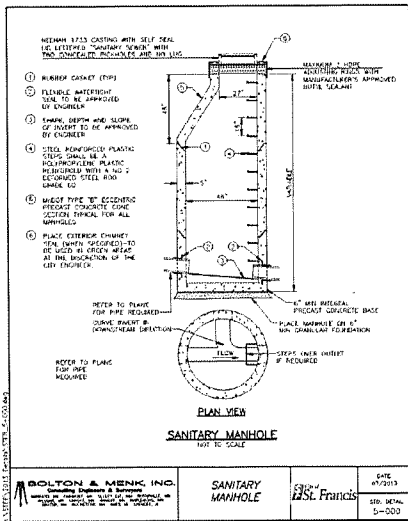 NEENAH 1733 CASTING WITH SELF SEAL
LID LETTERED "SANITARY SEWER" WITH
TWO CONCEALED PICKHOLES AND NO LUG
MAXIMUM 3 HDPE
ADJUSTING RINGS WITH
MANUFACTURER'S APPROVED
BUTYL SEALANT
1 RUBBER GASKET (TYP)
2 FLEXIBLE WATERTIGHT
SEAL TO BE APPROVED
BY ENGINEER
3 SHAPE, DEPTH AND SLOPE
OF INVERT TO BE APPROVED
BY ENGINEER
4 STEEL REINFORCED PLASTIC
STEPS SHALL BE A
POLYPROPYLENE PLASTIC
REINFORCED WITH A NO 2
DEFORMED STEEL ROD
GRADE 60
5 MNDOT TYPE "B" ECCENTRIC
PRECAST CONCRETE CONE
SECTION TYPICAL FOR ALL
MANHOLES
6 PLACE EXTERIOR CHIMNEY
SEAL (WHEN SPECIFIED)-TO
BE USED IN GREEN AREAS
AT THE DISCRETION OF THE
CITY ENGINEER.
27"
48"
16"
5"
48"
VARIABLE
REFER TO PLANS
FOR PIPE REQUIRED
CURVE INVERT IN
DOWNSTREAM DIRECTION
6" MIN INTEGRAL
PRECAST CONCRETE BASE
PLACE MANHOLE ON 6"
MIN GRANULAR FOUNDATION
REFER TO PLANS
FOR PIPE
REQUIRED
FLOW
STEPS OVER OUTLET
IF REQUIRED
PLAN VIEW
SANITARY MANHOLE
NOT TO SCALE
BOLTON & MENK, INC.
Consulting Engineers & Surveyors
SANITARY
MANHOLE
St. Francis
DATE
07/2013
STD. DETAIL
5-000